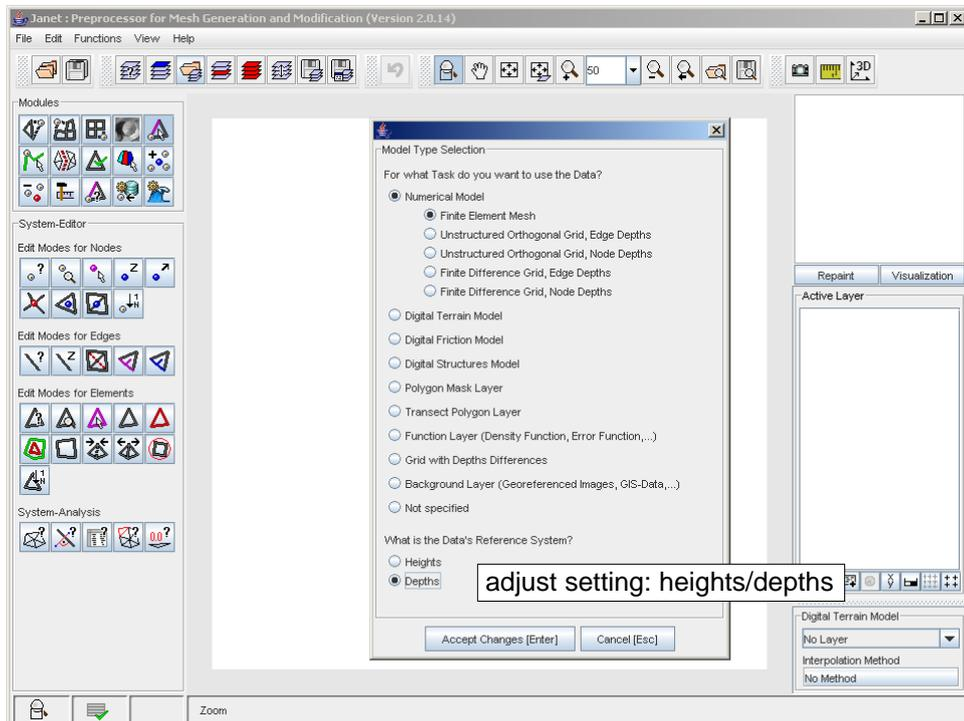 Janet : Preprocessor for Mesh Generation and Modification (Version 2.0.14)
File Edit Functions View Help
50
3D
Modules
System-Editor
Edit Modes for Nodes
Edit Modes for Edges
Edit Modes for Elements
System-Analysis
Model Type Selection
For what Task do you want to use the Data?
Numerical Model
Finite Element Mesh
Unstructured Orthogonal Grid, Edge Depths
Unstructured Orthogonal Grid, Node Depths
Finite Difference Grid, Edge Depths
Finite Difference Grid, Node Depths
Digital Terrain Model
Digital Friction Model
Digital Structures Model
Polygon Mask Layer
Transect Polygon Layer
Function Layer (Density Function, Error Function,...)
Grid with Depths Differences
Background Layer (Georeferenced Images, GIS-Data,...)
Not specified
What is the Data's Reference System?
Heights
Depths
adjust setting: heights/depths
Accept Changes [Enter] Cancel [Esc]
Repaint Visualization
Active Layer
Digital Terrain Model
No Layer
Interpolation Method
No Method
Zoom